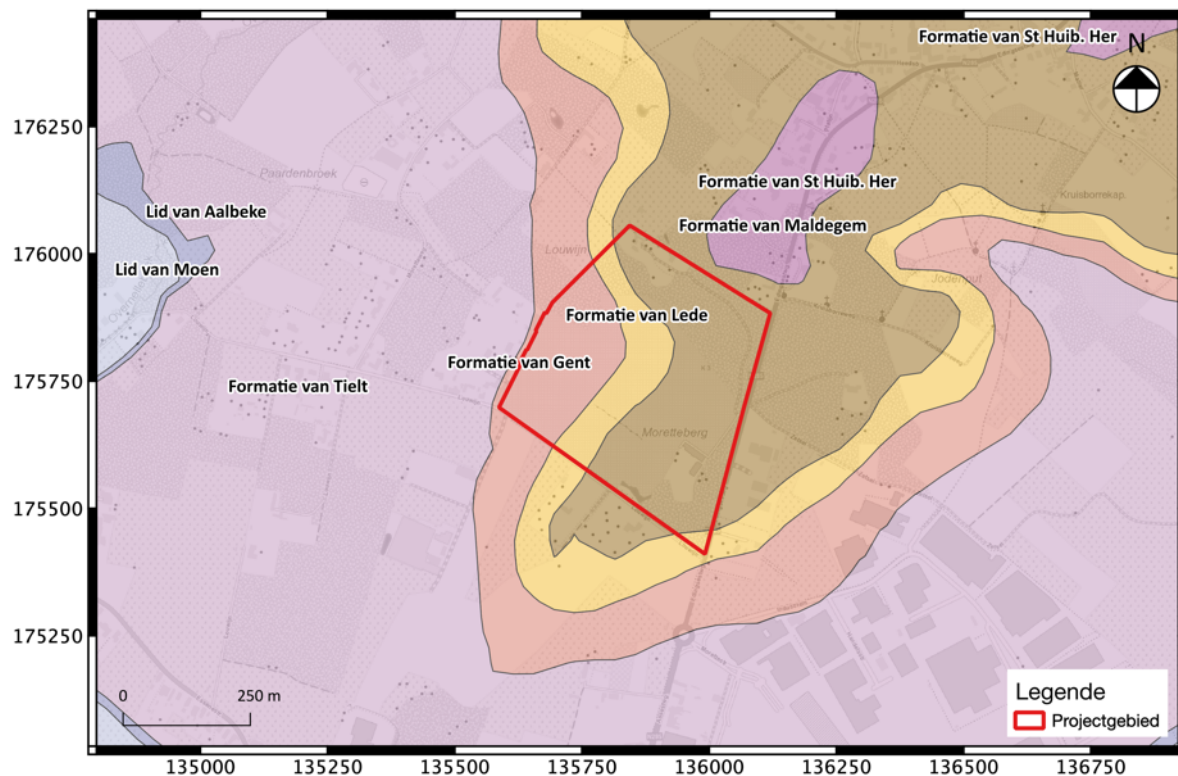 Formatie van St Huib. Her
N
176250
Paardenbroek
Formatie van St Huib. Her
Kruisborrekap.
Lid van Aalbeke
Formatie van Maldegem
176000
Louwijn
Lid van Moen
Jodenput
Formatie van Lede
Formatie van Gent
175750
Formatie van Tielt
Moretteberg
175500
175250
0 250 m
Legende
Projectgebied
135000 135250 135500 135750 136000 136250 136500 136750